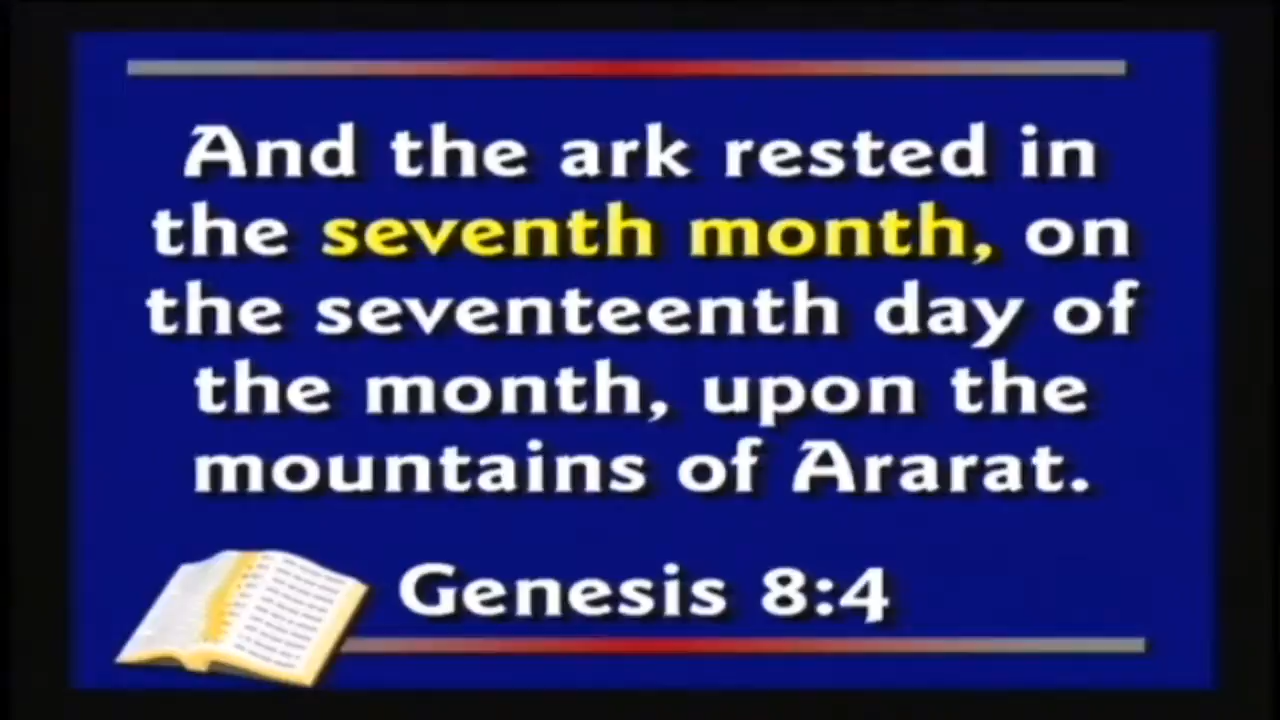 And the ark rested in
the seventh month, on
the seventeenth day of
the month, upon the
mountains of Ararat.
Genesis 8:4